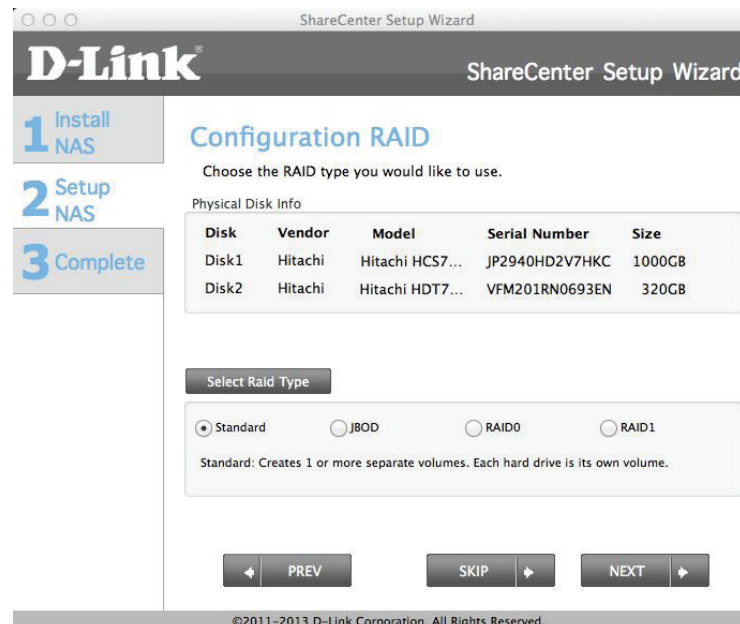 ShareCenter Setup Wizard
D-Link®
ShareCenter Setup Wizard
1 Install NAS
2 Setup NAS
3 Complete
Configuration RAID
Choose the RAID type you would like to use.
Physical Disk Info
Disk Vendor Model Serial Number Size
Disk1 Hitachi Hitachi HCS7... JP2940HD2V7HKC 1000GB
Disk2 Hitachi Hitachi HDT7... VFM201RN0693EN 320GB
Select Raid Type
Standard JBOD RAID0 RAID1
Standard: Creates 1 or more separate volumes. Each hard drive is its own volume.
PREV SKIP NEXT
©2011-2013 D-Link Corporation. All Rights Reserved.